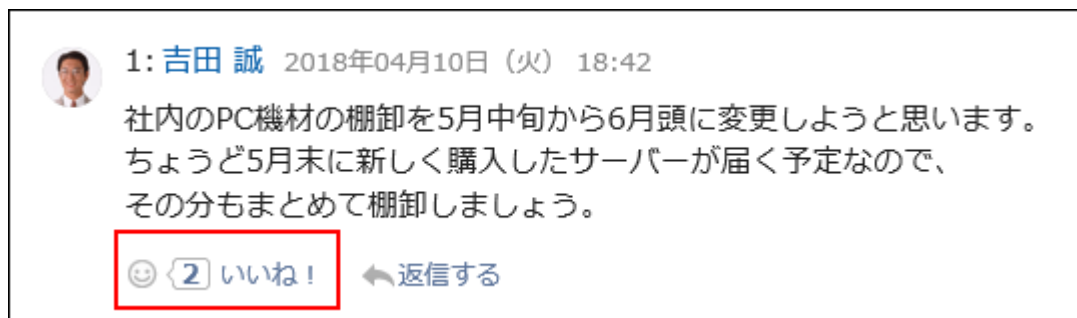 1: 吉田 誠 2018年04月10日（火） 18:42
社内のPC機材の棚卸を5月中旬から6月頭に変更しようと思います。
ちょうど5月末に新しく購入したサーバーが届く予定なので、
その分もまとめて棚卸しましょう。
2 いいね！ 返信する